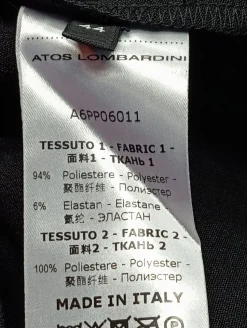 44
ATOS LOMBARDINI
A6PP06011
TESSUTO 1 - FABRIC 1 -
面料1 - ТКАНЬ 1
94% Poliestere - Polyester -
聚酯纤维 - Полиэстер
6% Elastan - Elastane -
氨纶 - ЭЛАСТАН
TESSUTO 2 - FABRIC 2 -
面料2 - ТКАНЬ 2
100% Poliestere - Polyester -
聚酯纤维 - Полиэстер
MADE IN ITALY